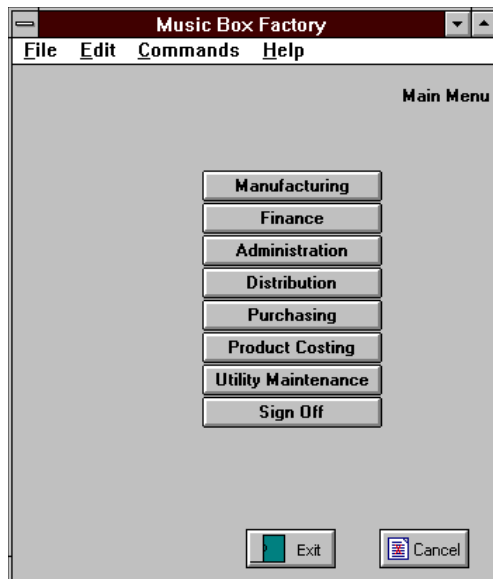 Music Box Factory
File Edit Commands Help
Main Menu
Manufacturing
Finance
Administration
Distribution
Purchasing
Product Costing
Utility Maintenance
Sign Off
Exit Cancel